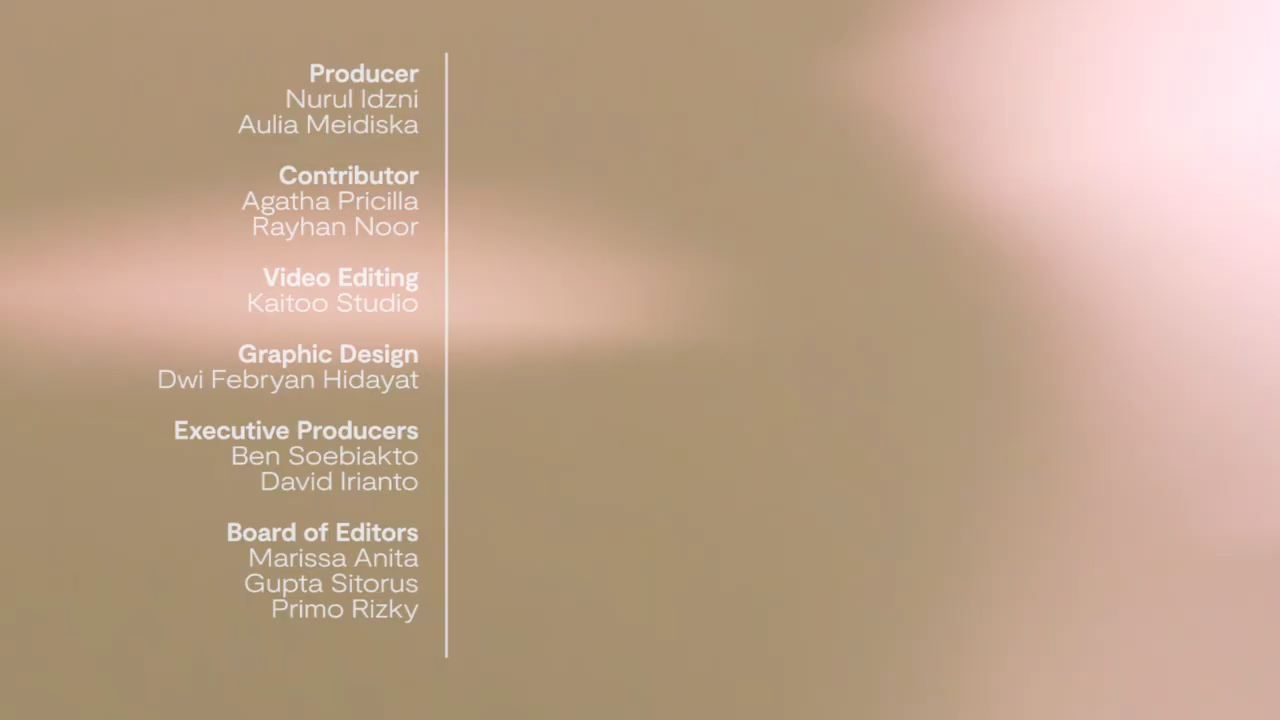 Producer
Nurul Idzni
Aulia Meidiska
Contributor
Agatha Pricilla
Rayhan Noor
Video Editing
Kaitoo Studio
Graphic Design
Dwi Febryan Hidayat
Executive Producers
Ben Soebiakto
David Irianto
Board of Editors
Marissa Anita
Gupta Sitorus
Primo Rizky